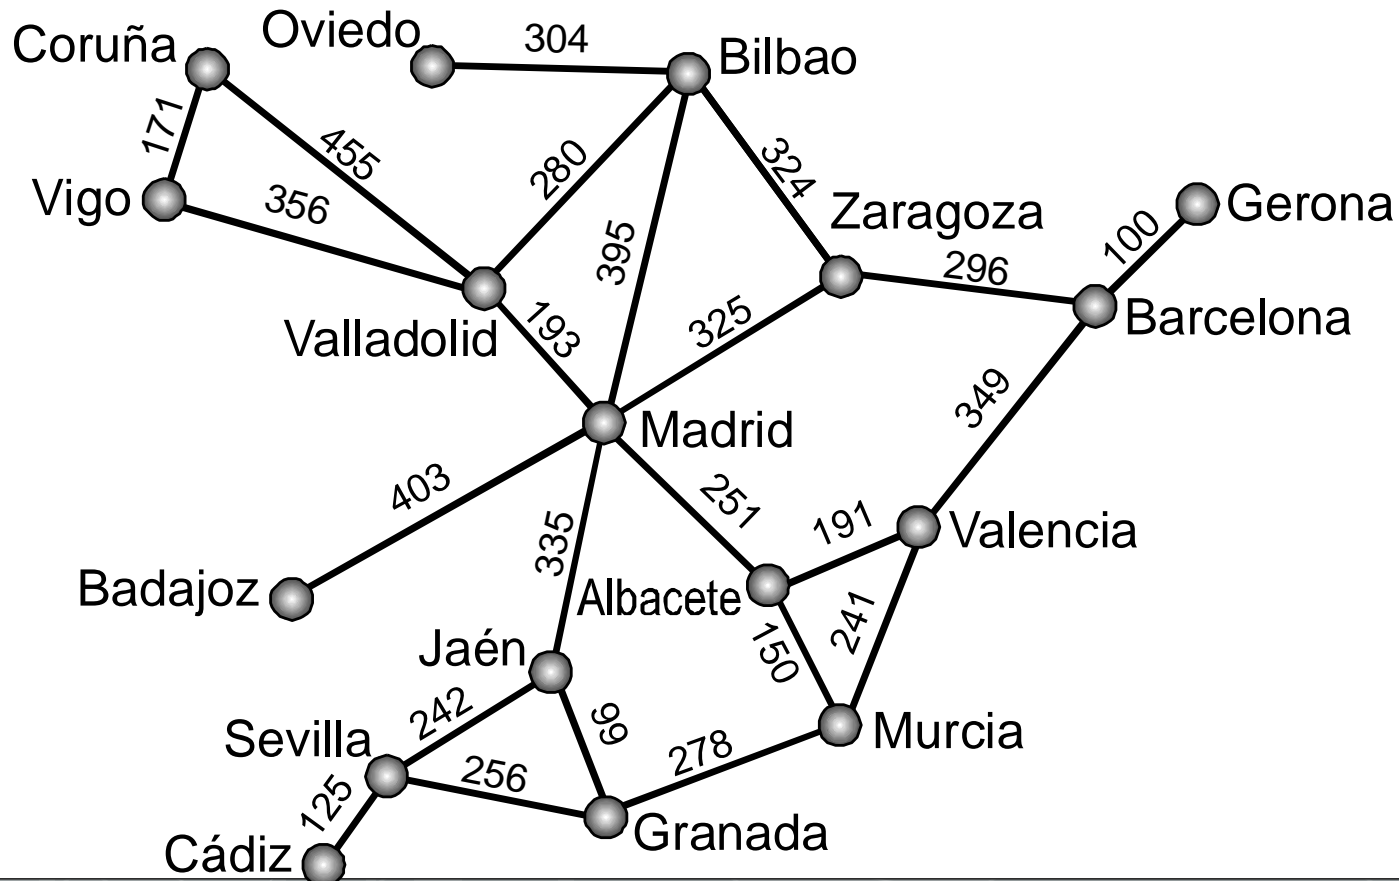 Oviedo
304
Coruña
Bilbao
171
455
280
324
Vigo
356
395
Zaragoza
100
Gerona
296
Valladolid
193
325
Barcelona
349
Madrid
403
251
191
Valencia
335
Badajoz
Albacete
241
150
Jaén
242
99
Sevilla
278
Murcia
256
125
Granada
Cádiz